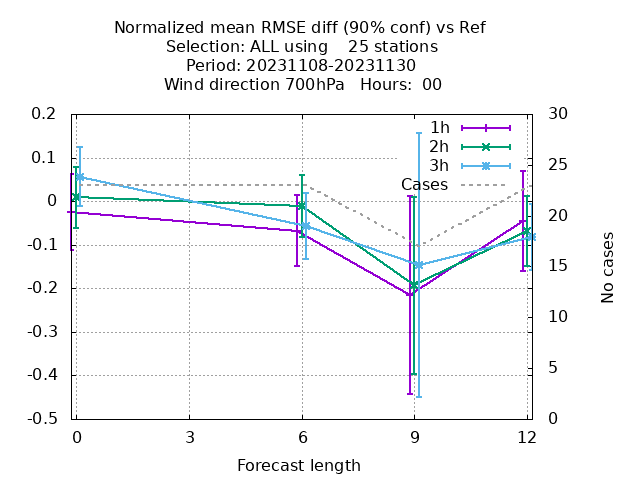 Normalized mean RMSE diff (90% conf) vs Ref
Selection: ALL using    25 stations
Period: 20231108-20231130
Wind direction 700hPa   Hours:  00
0.2
0.1
0
-0.1
-0.2
-0.3
-0.4
-0.5
30
25
20
15
10
5
0
1h
2h
3h
Cases
No cases
0 3 6 9 12
Forecast length